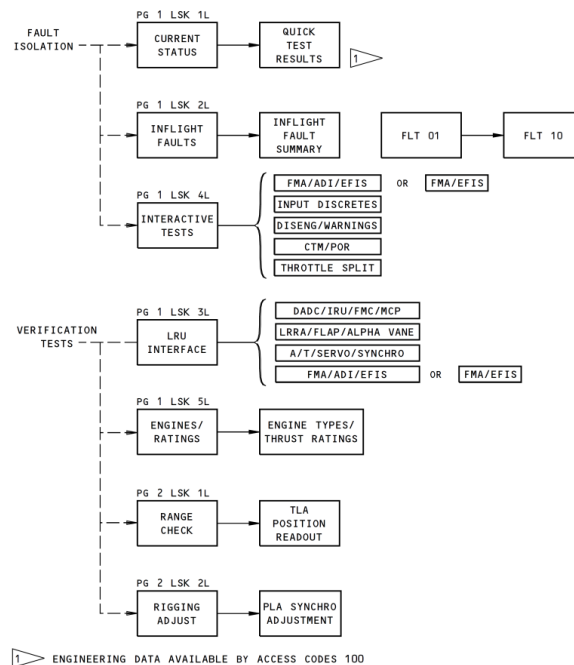 PG 1 LSK 1L
FAULT
ISOLATION
CURRENT
STATUS
QUICK
TEST
RESULTS
1
PG 1 LSK 2L
INFLIGHT
FAULTS
INFLIGHT
FAULT
SUMMARY
FLT 01
FLT 10
PG 1 LSK 4L
INTERACTIVE
TESTS
FMA/ADI/EFIS OR FMA/EFIS
INPUT DISCRETES
DISENG/WARNINGS
CTM/POR
THROTTLE SPLIT
VERIFICATION
TESTS
PG 1 LSK 3L
LRU
INTERFACE
DADC/IRU/FMC/MCP
LRRA/FLAP/ALPHA VANE
A/T/SERVO/SYNCHRO
FMA/ADI/EFIS OR FMA/EFIS
PG 1 LSK 5L
ENGINES/
RATINGS
ENGINE TYPES/
THRUST RATINGS
PG 2 LSK 1L
RANGE
CHECK
TLA
POSITION
READOUT
PG 2 LSK 2L
RIGGING
ADJUST
PLA SYNCHRO
ADJUSTMENT
1 ENGINEERING DATA AVAILABLE BY ACCESS CODES 100